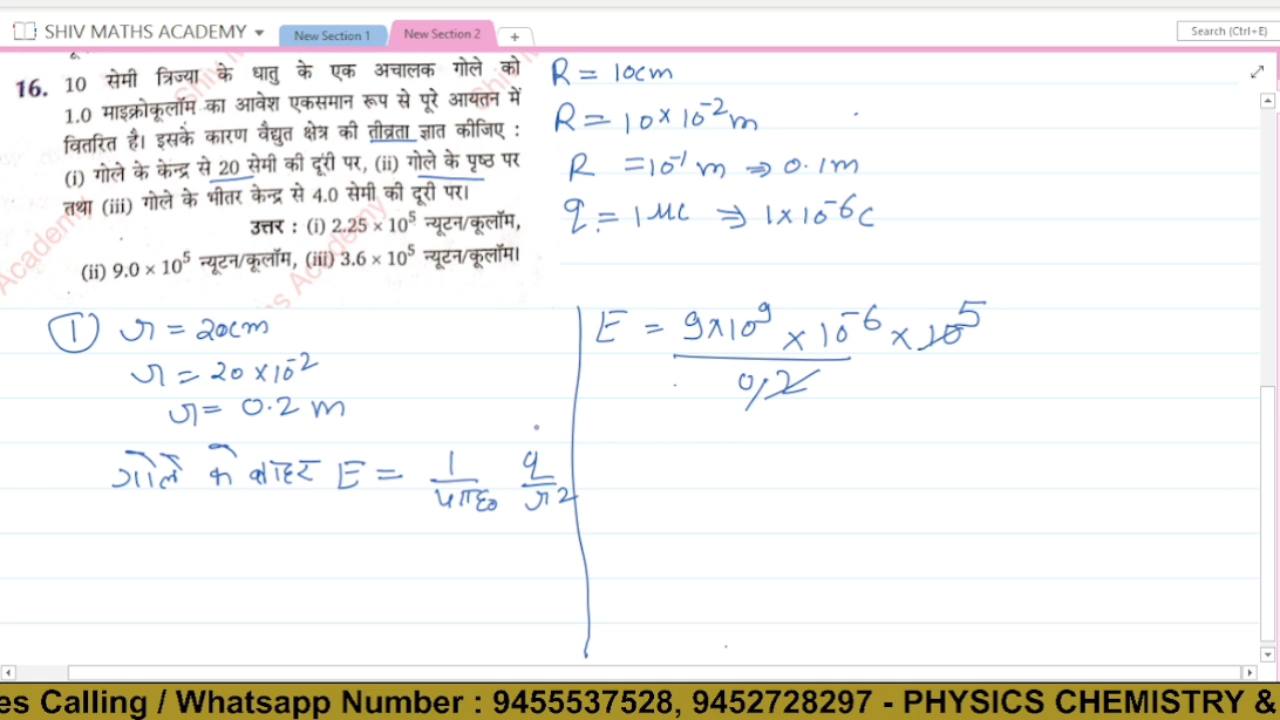 SHIV MATHS ACADEMY
New Section 1
New Section 2
Search (Ctrl+E)
16. 10 सेमी त्रिज्या के धातु के एक अचालक गोले को
1.0 माइक्रोकूलॉम का आवेश एकसमान रूप से पूरे आयतन में
वितरित है। इसके कारण वैद्युत क्षेत्र की तीव्रता ज्ञात कीजिए :
(i) गोले के केन्द्र से 20 सेमी की दूरी पर, (ii) गोले के पृष्ठ पर
तथा (iii) गोले के भीतर केन्द्र से 4.0 सेमी की दूरी पर।
उत्तर : (i) 2.25 × 10⁵ न्यूटन/कूलॉम,
(ii) 9.0 × 10⁵ न्यूटन/कूलॉम, (iii) 3.6 × 10⁵ न्यूटन/कूलॉम।
R = 10cm
R = 10 × 10⁻² m
R = 10⁻¹ m ⇒ 0.1m
q = 1 μC ⇒ 1 × 10⁻⁶ C
① r = 20cm
r = 20 × 10⁻²
r = 0.2 m
गोले के बाहर E = 1/4πε₀ q/r²
E = 9×10⁹ × 10⁻⁶ × 10⁵ / 0.2
es Calling / Whatsapp Number : 9455537528, 9452728297 - PHYSICS CHEMISTRY &